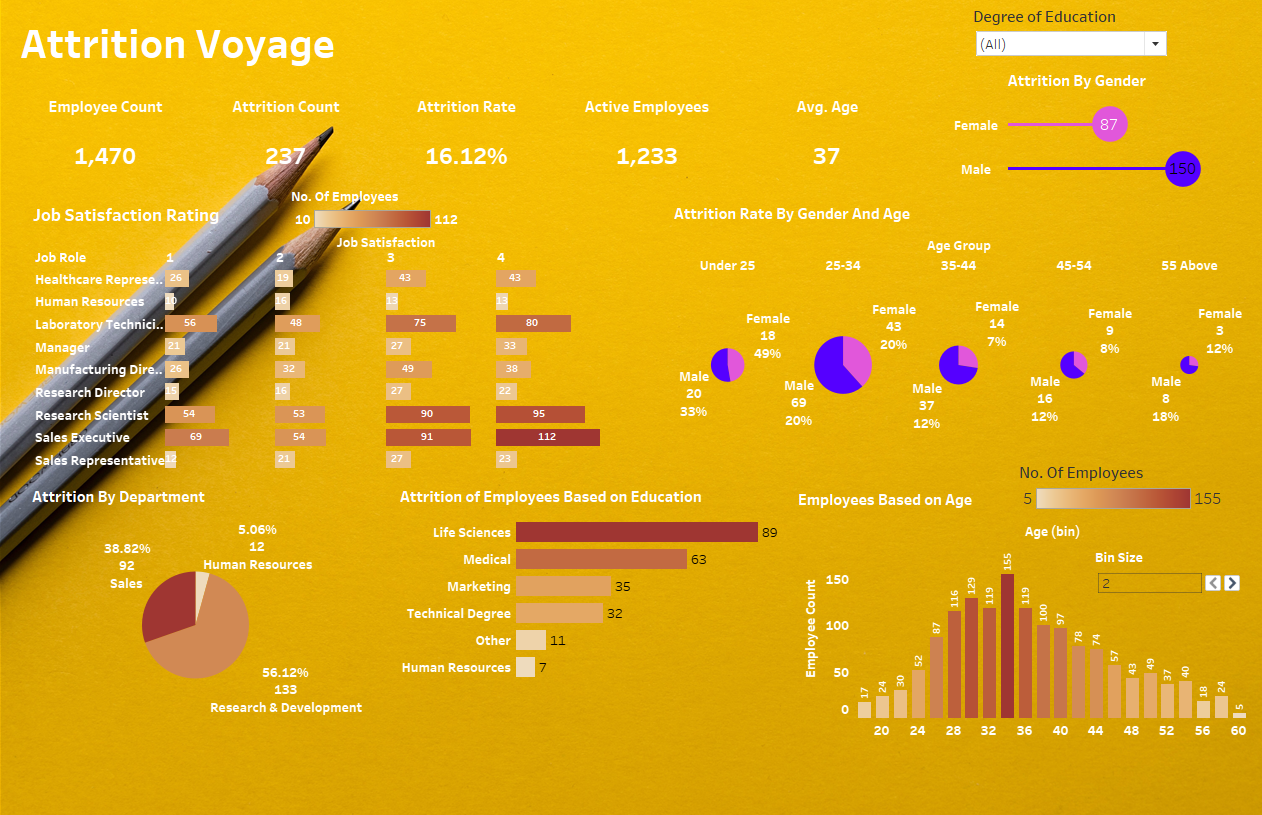 Attrition Voyage
Degree of Education
(All)
Employee Count
Attrition Count
Attrition Rate
Active Employees
Avg. Age
1,470
237
16.12%
1,233
37
Attrition By Gender
Female
87
Male
150
Job Satisfaction Rating
No. Of Employees
10
112
Job Satisfaction
Job Role 1 2 3 4
Healthcare Represe.. 26 19 43 43
Human Resources 10 16 13 13
Laboratory Technici.. 56 48 75 80
Manager 21 21 27 33
Manufacturing Dire.. 26 32 49 38
Research Director 15 16 27 22
Research Scientist 54 53 90 95
Sales Executive 69 54 91 112
Sales Representative 12 21 27 23
Attrition Rate By Gender And Age
Age Group
Under 25 25-34 35-44 45-54 55 Above
Female
18
49%
Male
20
33%
Female
43
20%
Male
69
20%
Female
14
7%
Male
37
12%
Female
9
8%
Male
16
12%
Female
3
12%
Male
8
18%
Attrition By Department
5.06%
12
Human Resources
38.82%
92
Sales
56.12%
133
Research & Development
Attrition of Employees Based on Education
Life Sciences 89
Medical 63
Marketing 35
Technical Degree 32
Other 11
Human Resources 7
Employees Based on Age
No. Of Employees
5
155
Age (bin)
Bin Size
2
Employee Count
150
100
50
0
17 24 30 52 87 116 129 119 155 119 100 97 78 74 57 43 49 37 40 18 24 5
20 24 28 32 36 40 44 48 52 56 60